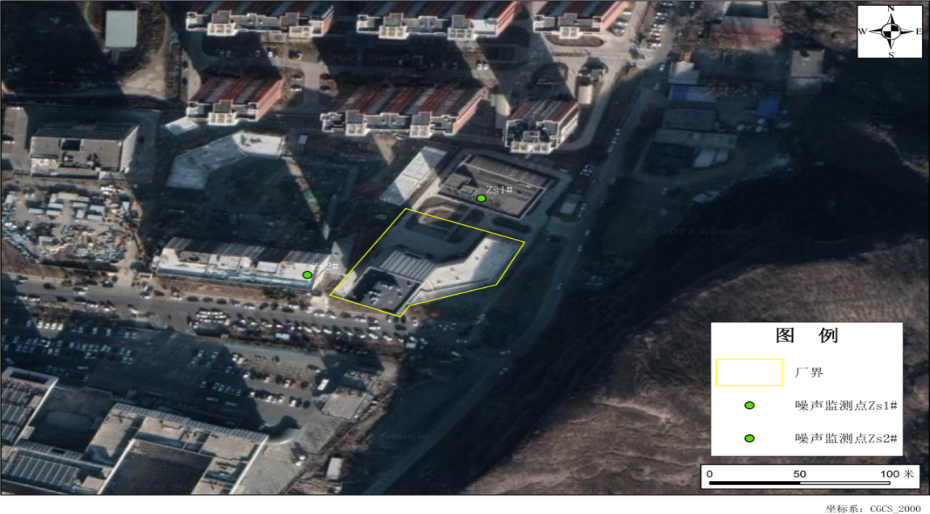 N
W E
S
Zs1#
2#
图 例
厂界
噪声监测点Zs1#
噪声监测点Zs2#
0 50 100 米
坐标系: CGCS_2000